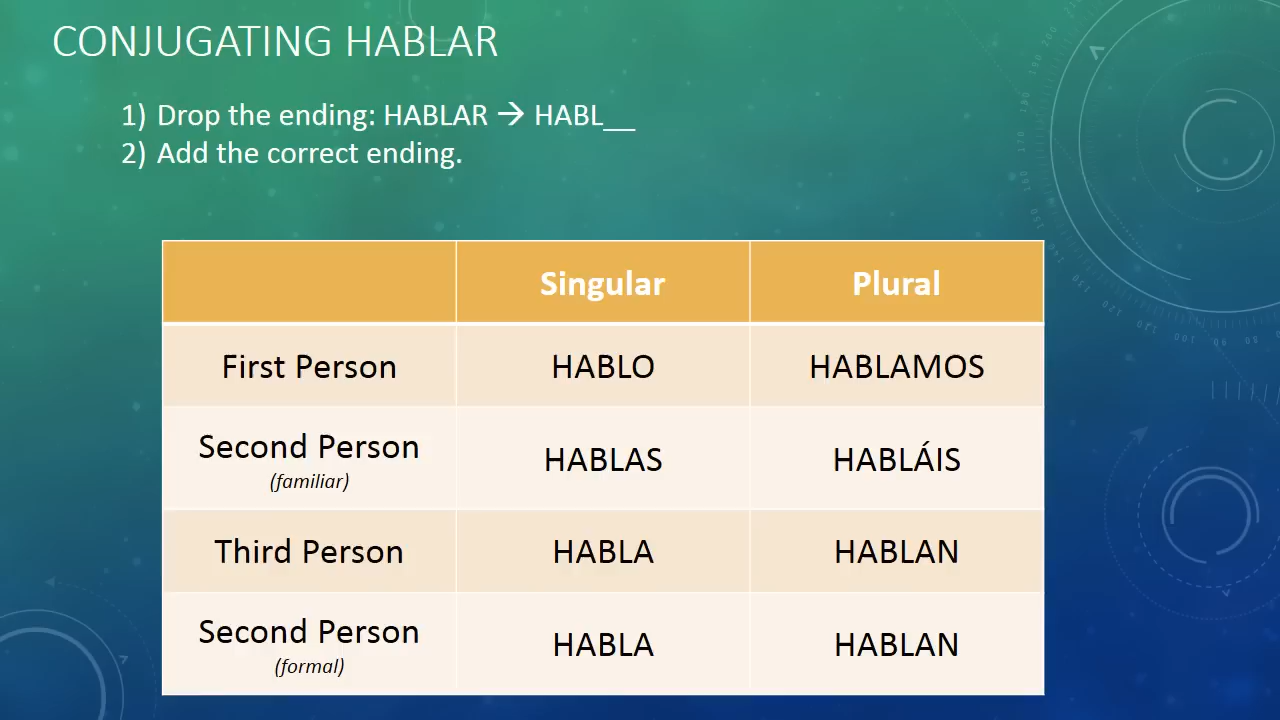 CONJUGATING HABLAR
1) Drop the ending: HABLAR → HABL__
2) Add the correct ending.
Singular Plural
First Person HABLO HABLAMOS
Second Person HABLAS HABLÁIS
(familiar)
Third Person HABLA HABLAN
Second Person HABLA HABLAN
(formal)